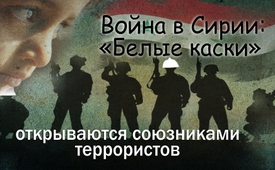 Война в Сирии:
«Белые каски»
открываются союзниками
террористов